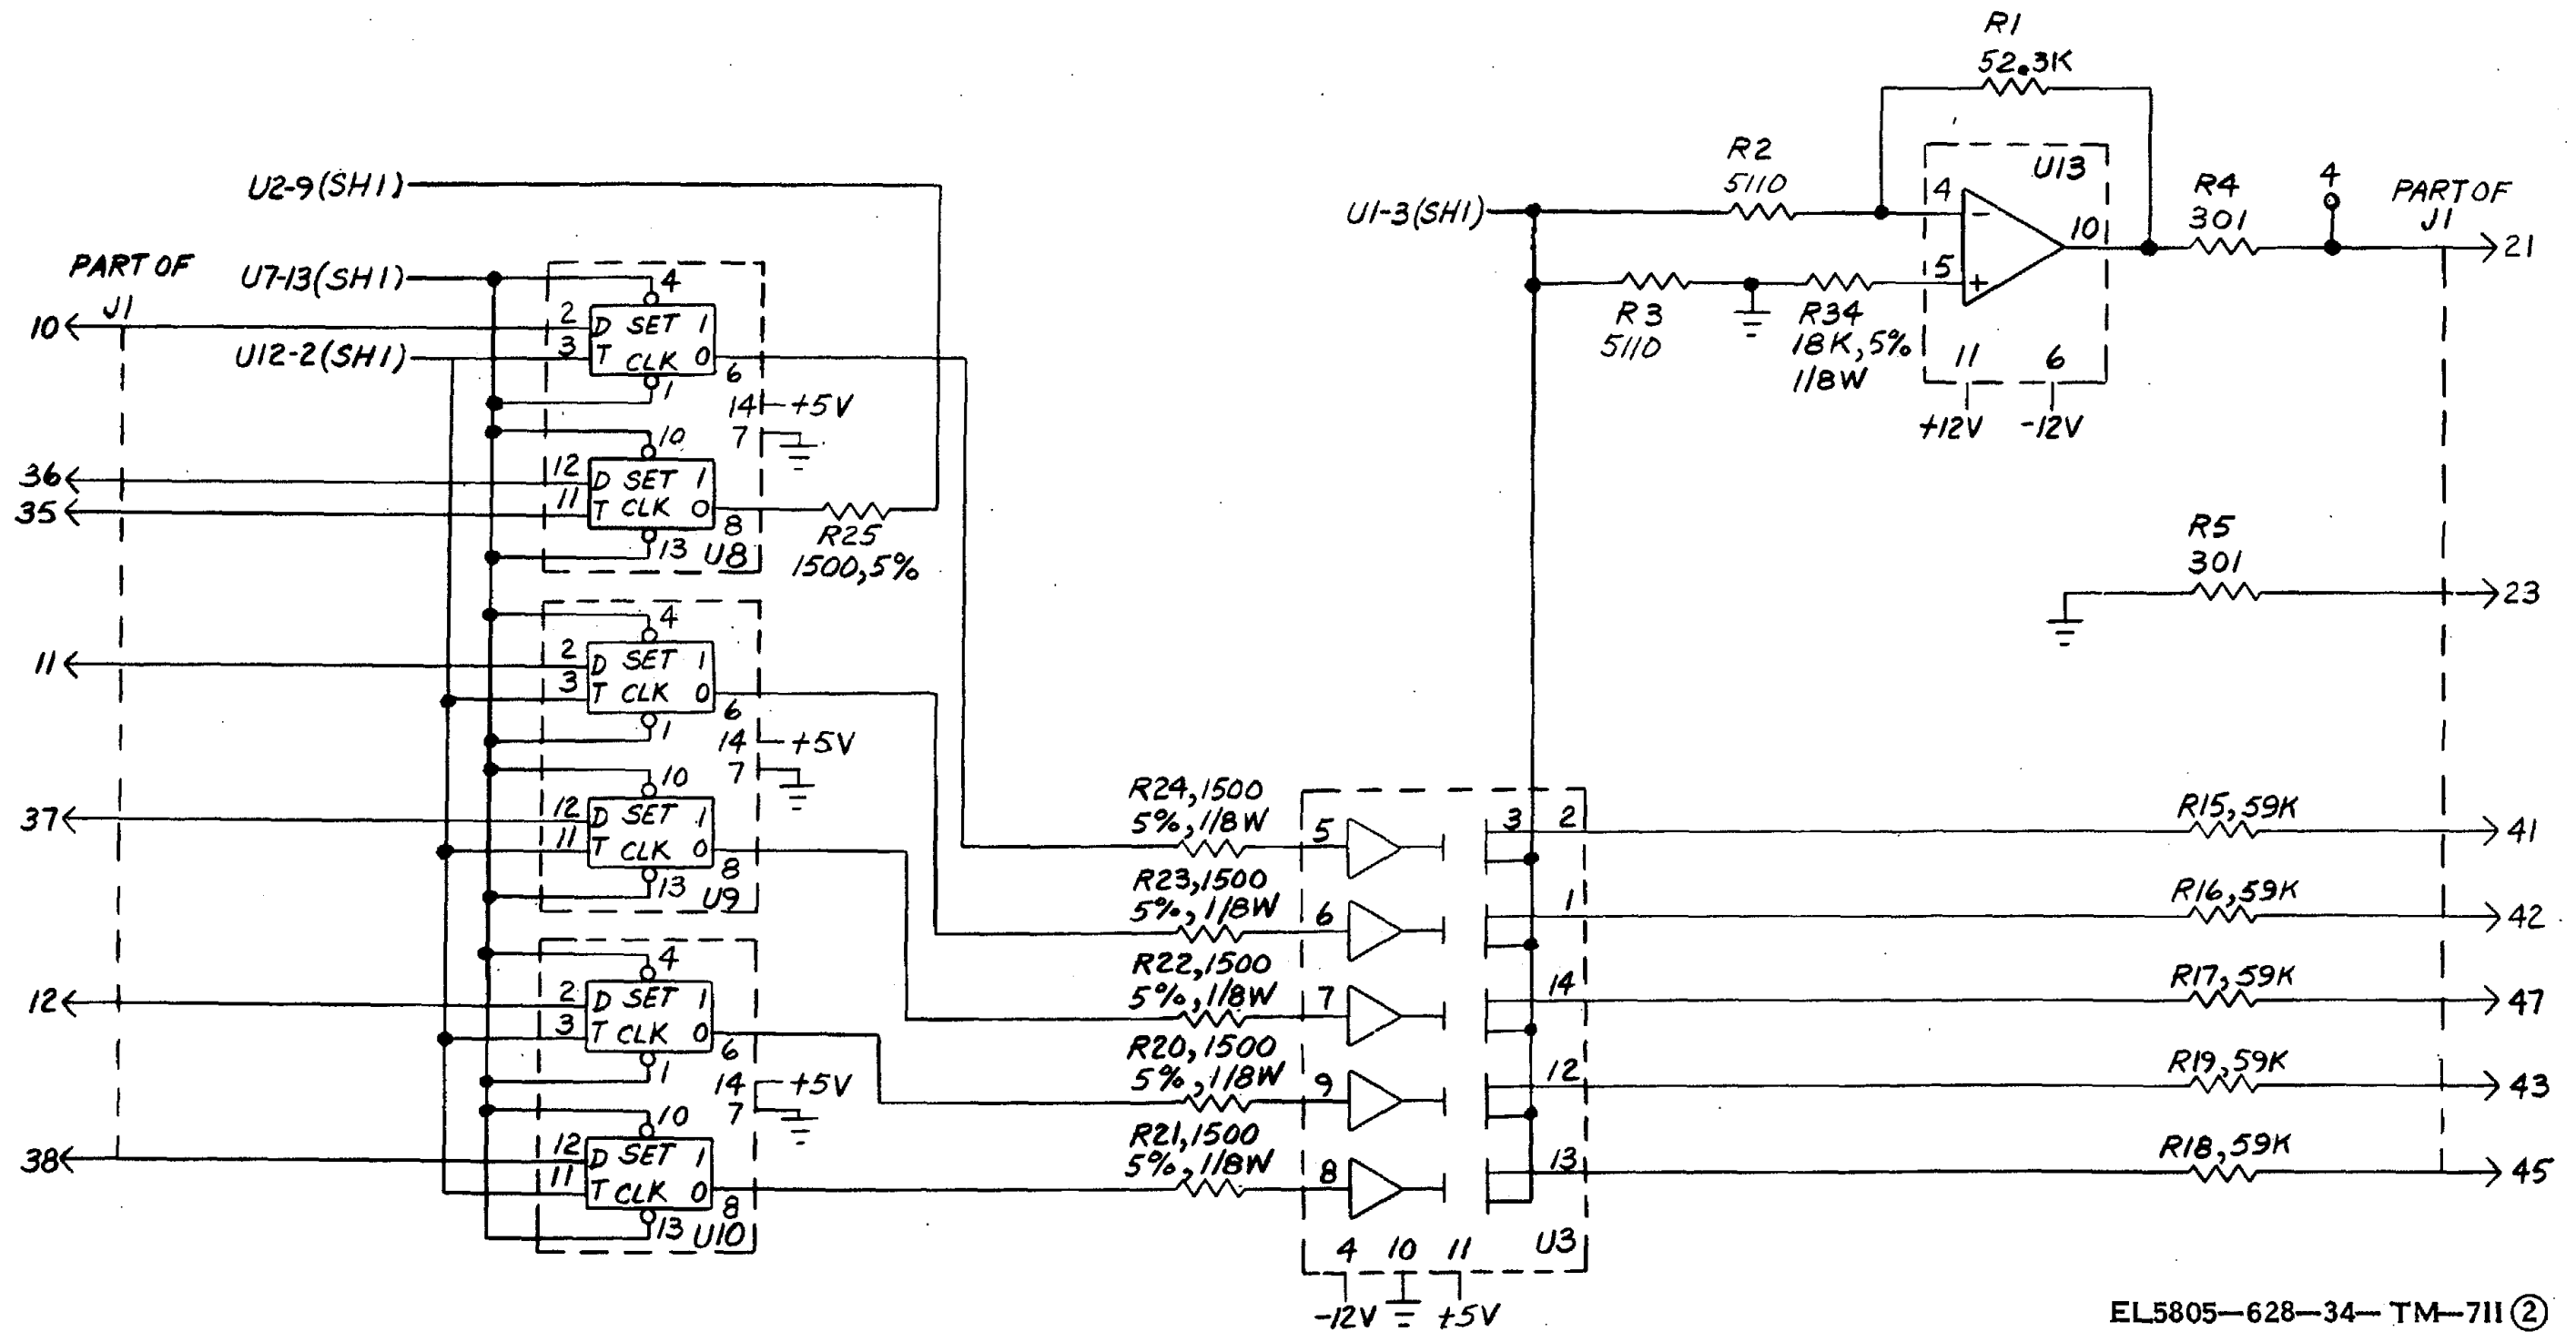 R1
52.3K
U2-9(SH1)
R2
5110
U13
4
-
R4
301
4
PART OF
J1
U1-3(SH1)
10
21
PART OF
J1
U7-13(SH1)
4
5
+
R3
5110
R34
18K,5%
1/8W
11
6
+12V
-12V
10
U12-2(SH1)
2
D SET 1
3
T CLK 0
6
1
14
+5V
7
10
36
12
D SET 1
35
11
T CLK 0
8
13
U8
R25
1500,5%
R5
301
23
4
11
2
D SET 1
3
T CLK 0
6
1
14
+5V
7
10
37
12
D SET 1
11
T CLK 0
8
13
U9
R24,1500
5%,1/8W
5
3
2
R15,59K
41
R23,1500
5%,1/8W
6
1
R16,59K
42
4
12
2
D SET 1
3
T CLK 0
6
1
14
+5V
7
10
38
12
D SET 1
11
T CLK 0
8
13
U10
R22,1500
5%,1/8W
7
14
R17,59K
47
R20,1500
5%,1/8W
9
12
R19,59K
43
R21,1500
5%,1/8W
8
13
R18,59K
45
4
10
11
U3
-12V
+5V
EL5805-628-34-TM-711 2